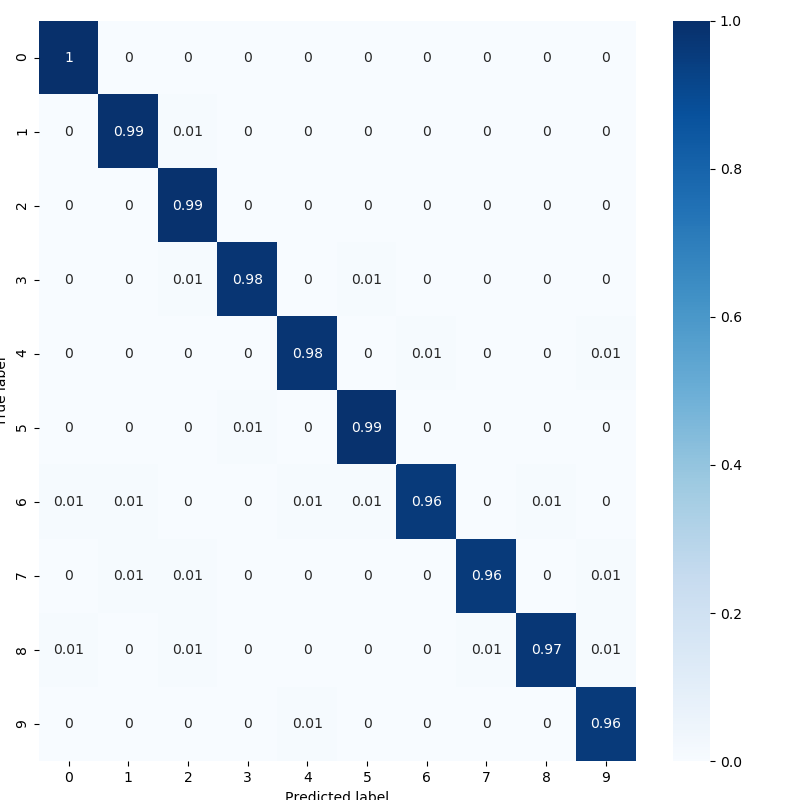 0 1 0 0 0 0 0 0 0 0 0 1.0
1 0 0.99 0.01 0 0 0 0 0 0 0
2 0 0 0.99 0 0 0 0 0 0 0 0.8
3 0 0 0.01 0.98 0 0.01 0 0 0 0
4 0 0 0 0 0.98 0 0.01 0 0 0.01 0.6
5 0 0 0 0.01 0 0.99 0 0 0 0 0.4
6 0.01 0.01 0 0 0.01 0.01 0.96 0 0.01 0
7 0 0.01 0.01 0 0 0 0 0.96 0 0.01 0.2
8 0.01 0 0.01 0 0 0 0 0.01 0.97 0.01
9 0 0 0 0 0.01 0 0 0 0 0.96 0.0
0 1 2 3 4 5 6 7 8 9
Predicted label
True label